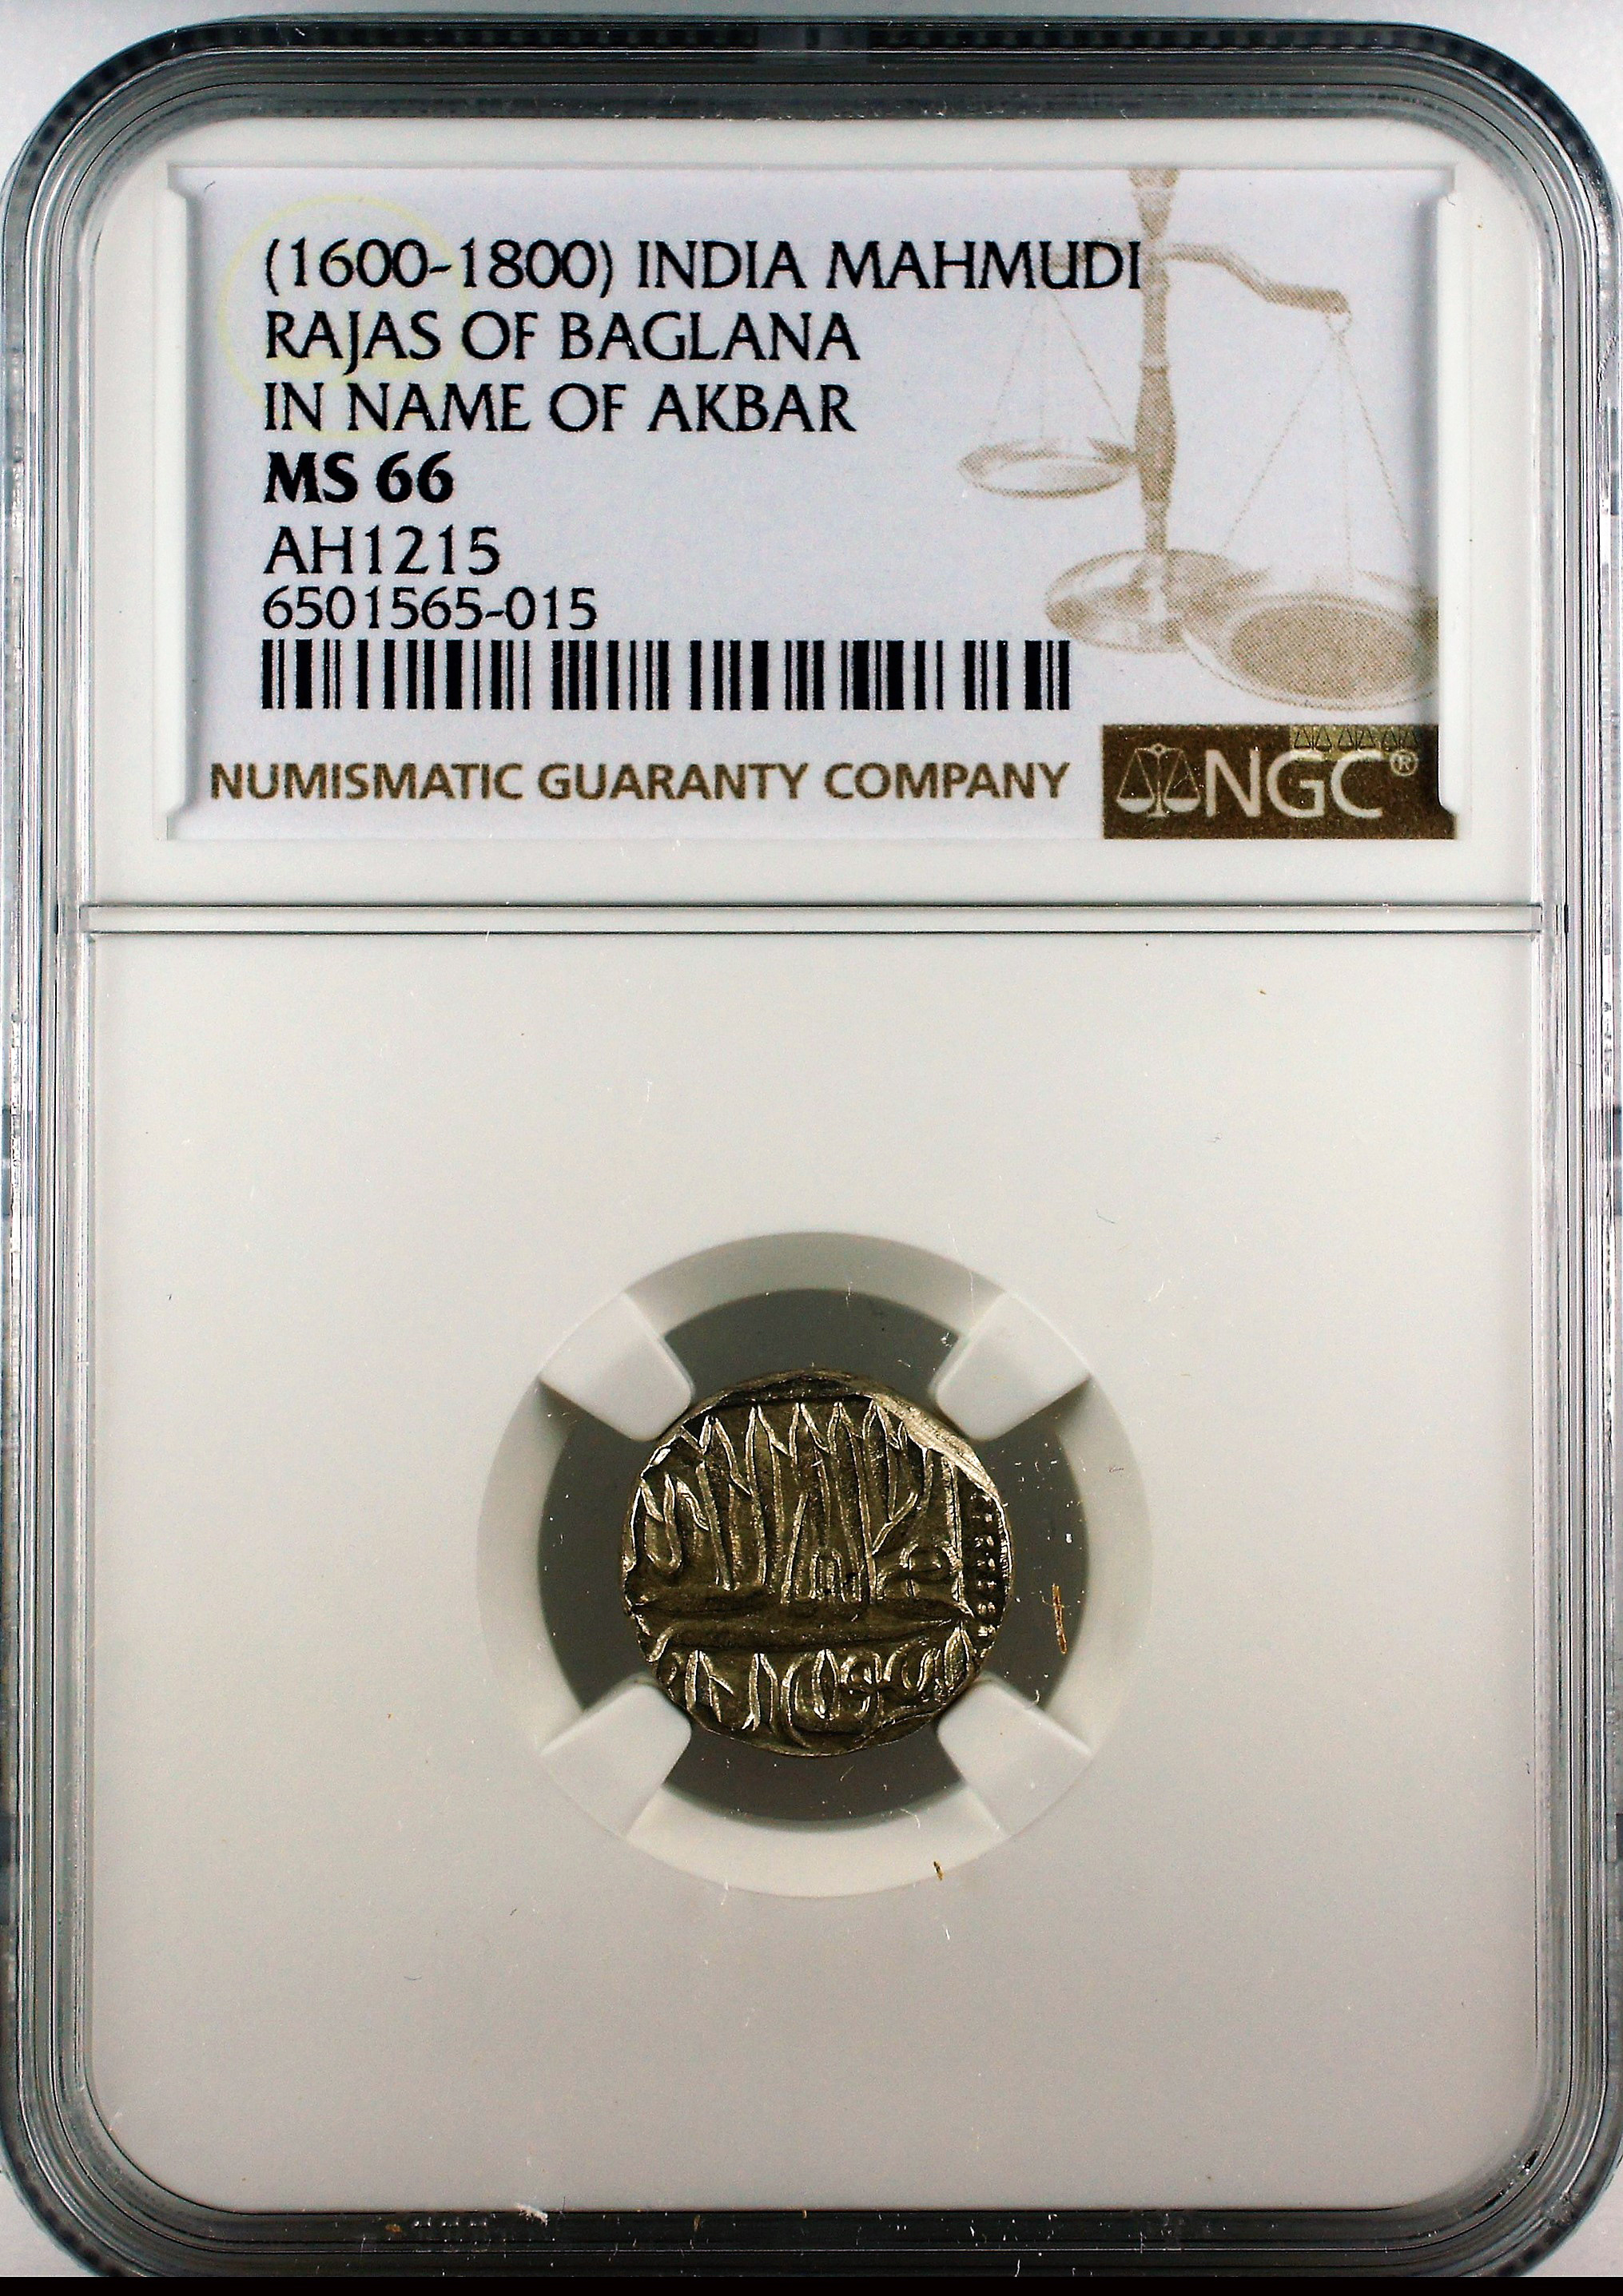 (1600-1800) INDIA MAHMUDI
RAJAS OF BAGLANA
IN NAME OF AKBAR
MS 66
AH1215
6501565-015
NUMISMATIC GUARANTY COMPANY
NGC®